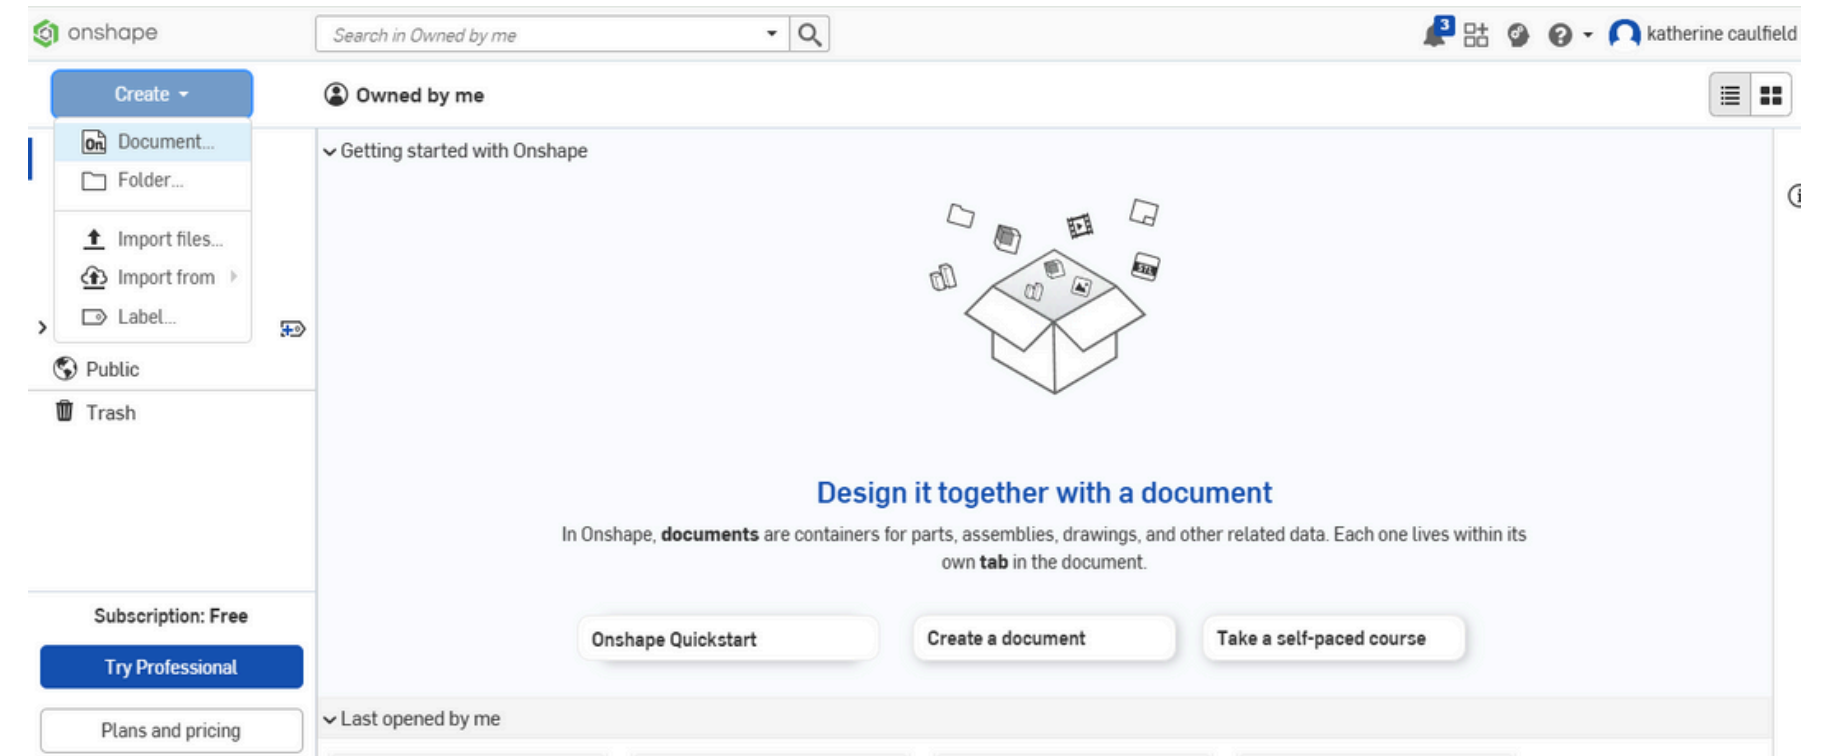 onshape
Search in Owned by me
3
katherine caulfield
Create
Owned by me
On
Document...
Folder...
Import files...
Import from
Label...
Public
Trash
Getting started with Onshape
STL
Design it together with a document
In Onshape, documents are containers for parts, assemblies, drawings, and other related data. Each one lives within its
own tab in the document.
Onshape Quickstart
Create a document
Take a self-paced course
Subscription: Free
Try Professional
Plans and pricing
Last opened by me